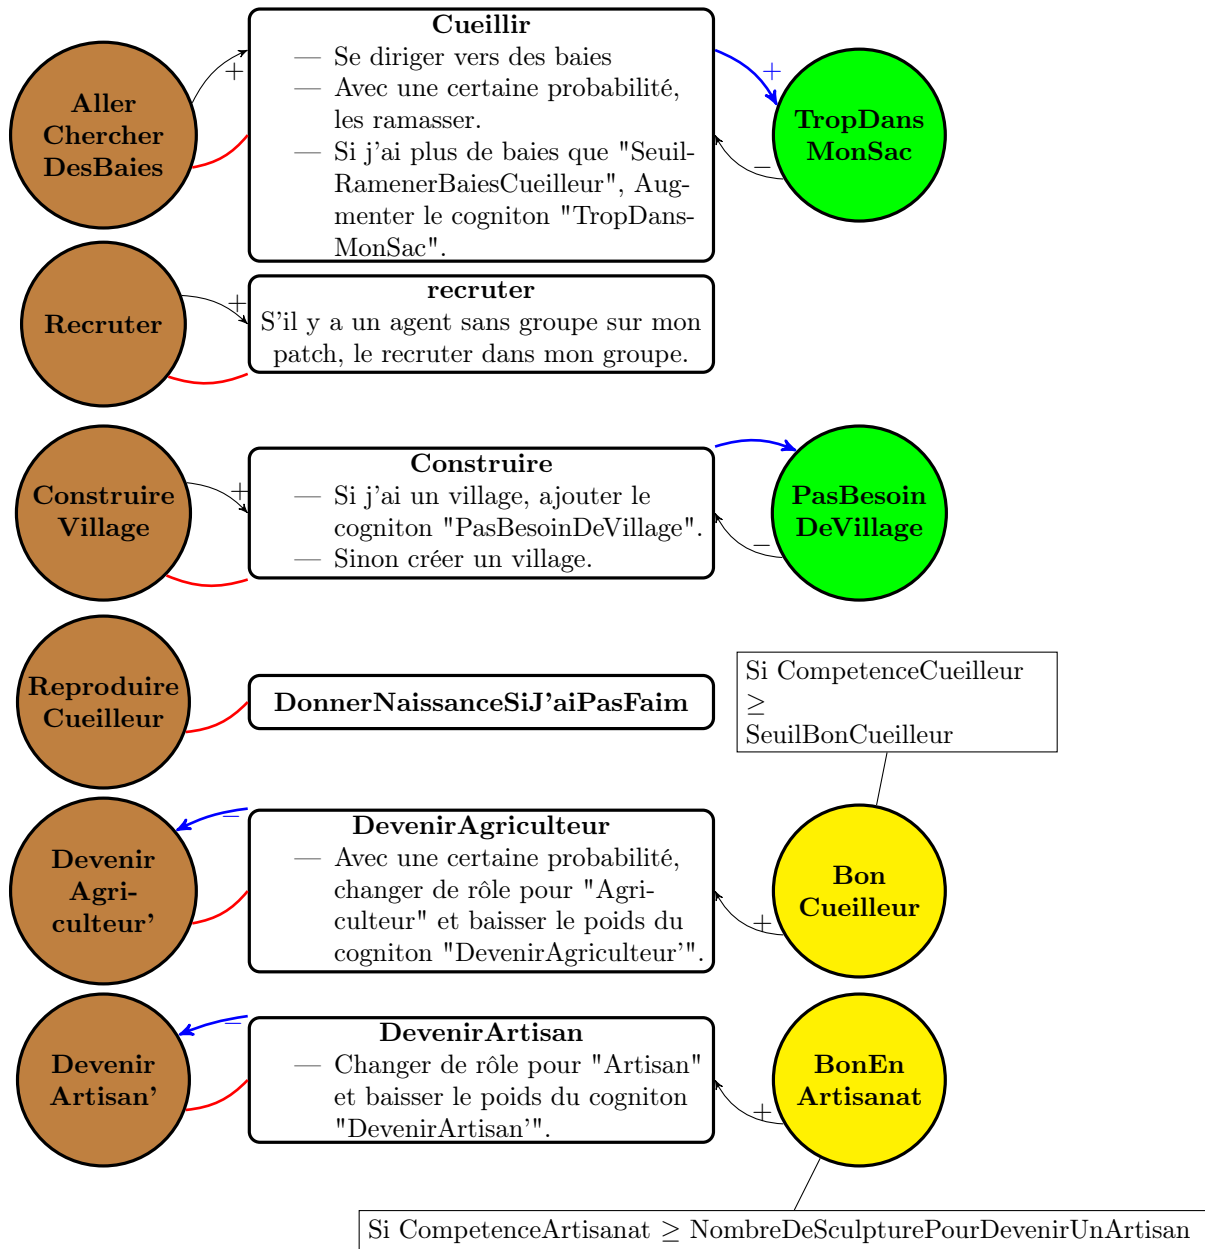 Aller
Chercher
DesBaies
+
Cueillir
— Se diriger vers des baies
— Avec une certaine probabilité,
les ramasser.
— Si j'ai plus de baies que "Seuil-
RamenerBaiesCueilleur", Aug-
menter le cogniton "TropDans-
MonSac".
+
−
TropDans
MonSac
Recruter
+
recruter
S'il y a un agent sans groupe sur mon
patch, le recruter dans mon groupe.
Construire
Village
+
Construire
— Si j'ai un village, ajouter le
cogniton "PasBesoinDeVillage".
— Sinon créer un village.
−
PasBesoin
DeVillage
Reproduire
Cueilleur
DonnerNaissanceSiJ'aiPasFaim
Si CompetenceCueilleur
≥
SeuilBonCueilleur
Devenir
Agri-
culteur'
−
DevenirAgriculteur
— Avec une certaine probabilité,
changer de rôle pour "Agri-
culteur" et baisser le poids du
cogniton "DevenirAgriculteur'".
+
Bon
Cueilleur
Devenir
Artisan'
−
DevenirArtisan
— Changer de rôle pour "Artisan"
et baisser le poids du cogniton
"DevenirArtisan'".
+
BonEn
Artisanat
Si CompetenceArtisanat ≥ NombreDeSculpturePourDevenirUnArtisan